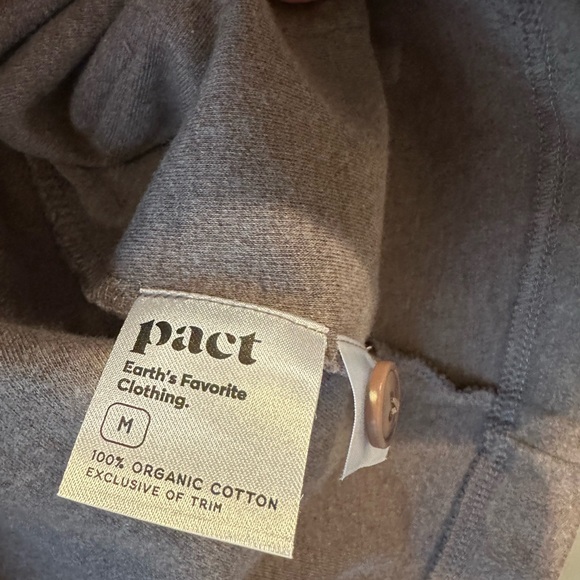 pact
Earth's Favorite
Clothing.
M
100% ORGANIC COTTON
EXCLUSIVE OF TRIM